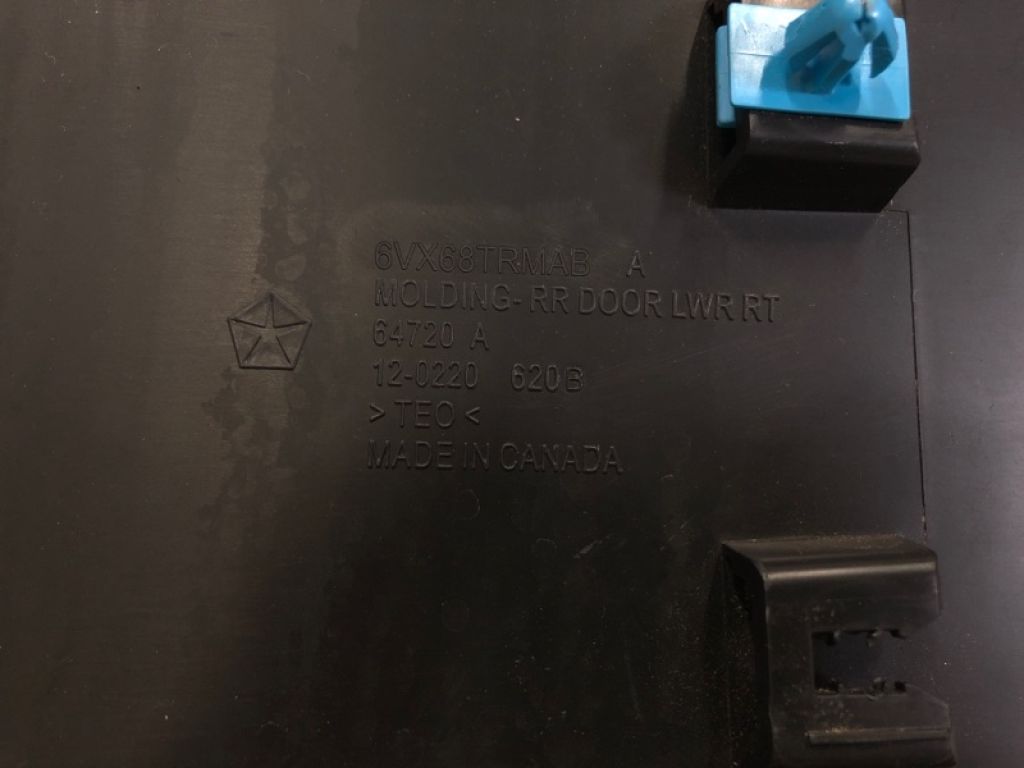 6VX68TRMAB A
MOLDING- RR DOOR LWR RT
64720 A
12-0220 620B
> TEO <
MADE IN CANADA